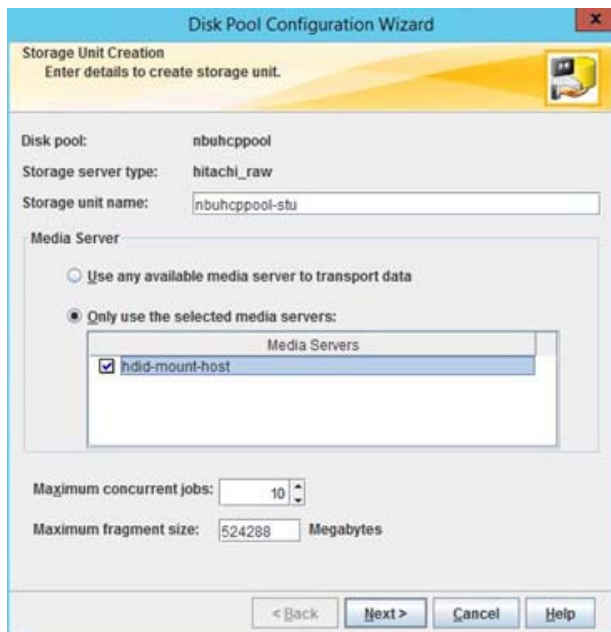 Disk Pool Configuration Wizard
x
Storage Unit Creation
Enter details to create storage unit.
Disk pool: nbuhcppool
Storage server type: hitachi_raw
Storage unit name: nbuhcppool-stu
Media Server
Use any available media server to transport data
Only use the selected media servers:
Media Servers
hdid-mount-host
Maximum concurrent jobs: 10
Maximum fragment size: 524288 Megabytes
< Back Next > Cancel Help